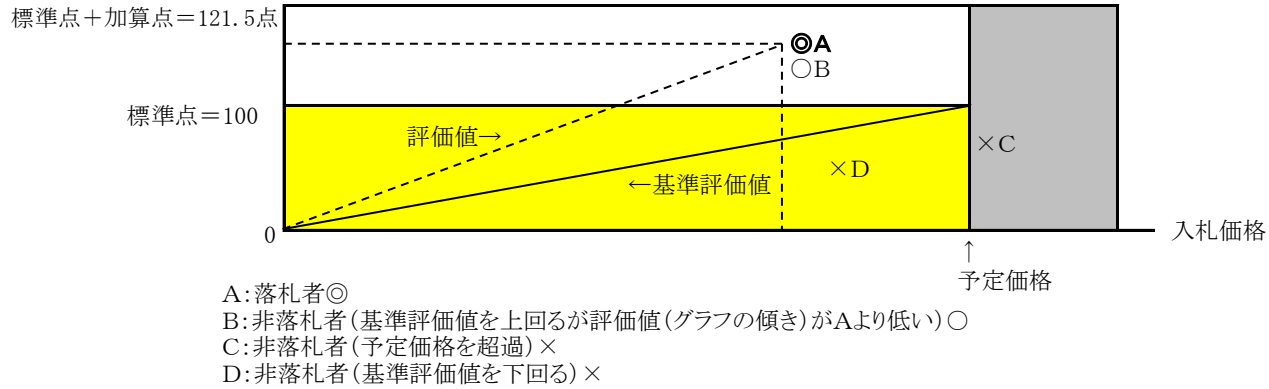 標準点＋加算点＝121.5点
◎A
○B
標準点＝100
評価値→
×C
×D
←基準評価値
0
入札価格
↑
予定価格
A：落札者◎
B：非落札者（基準評価値を上回るが評価値（グラフの傾き）がAより低い）○
C：非落札者（予定価格を超過）×
D：非落札者（基準評価値を下回る）×